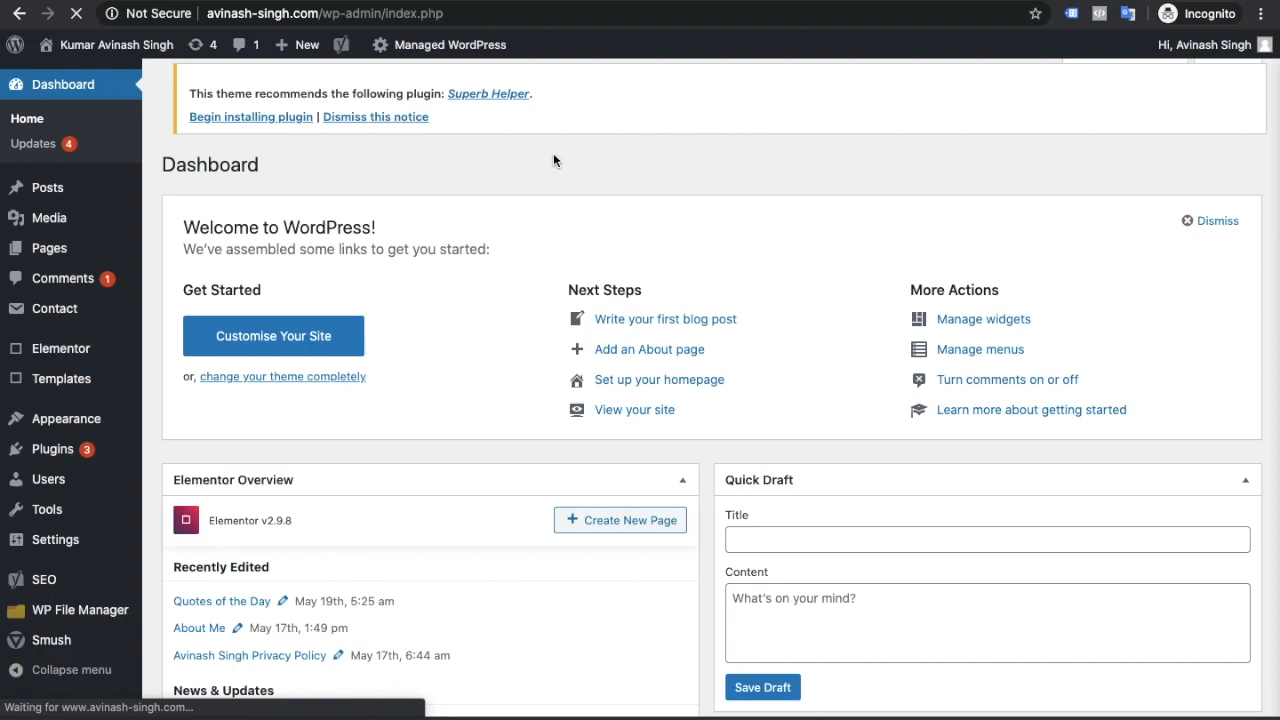 Not Secure | avinash-singh.com/wp-admin/index.php
Incognito
Kumar Avinash Singh 4 1 New Managed WordPress
Hi, Avinash Singh
Dashboard
Home
Updates 4
Posts
Media
Pages
Comments 1
Contact
Elementor
Templates
Appearance
Plugins 3
Users
Tools
Settings
SEO
WP File Manager
Smush
Collapse menu
Waiting for www.avinash-singh.com...
This theme recommends the following plugin: Superb Helper.
Begin installing plugin | Dismiss this notice
Dashboard
Welcome to WordPress!
Dismiss
We've assembled some links to get you started:
Get Started
Customise Your Site
or, change your theme completely
Next Steps
Write your first blog post
Add an About page
Set up your homepage
View your site
More Actions
Manage widgets
Manage menus
Turn comments on or off
Learn more about getting started
Elementor Overview
Elementor v2.9.8
Create New Page
Recently Edited
Quotes of the Day May 19th, 5:25 am
About Me May 17th, 1:49 pm
Avinash Singh Privacy Policy May 17th, 6:44 am
News & Updates
Quick Draft
Title
Content
What's on your mind?
Save Draft